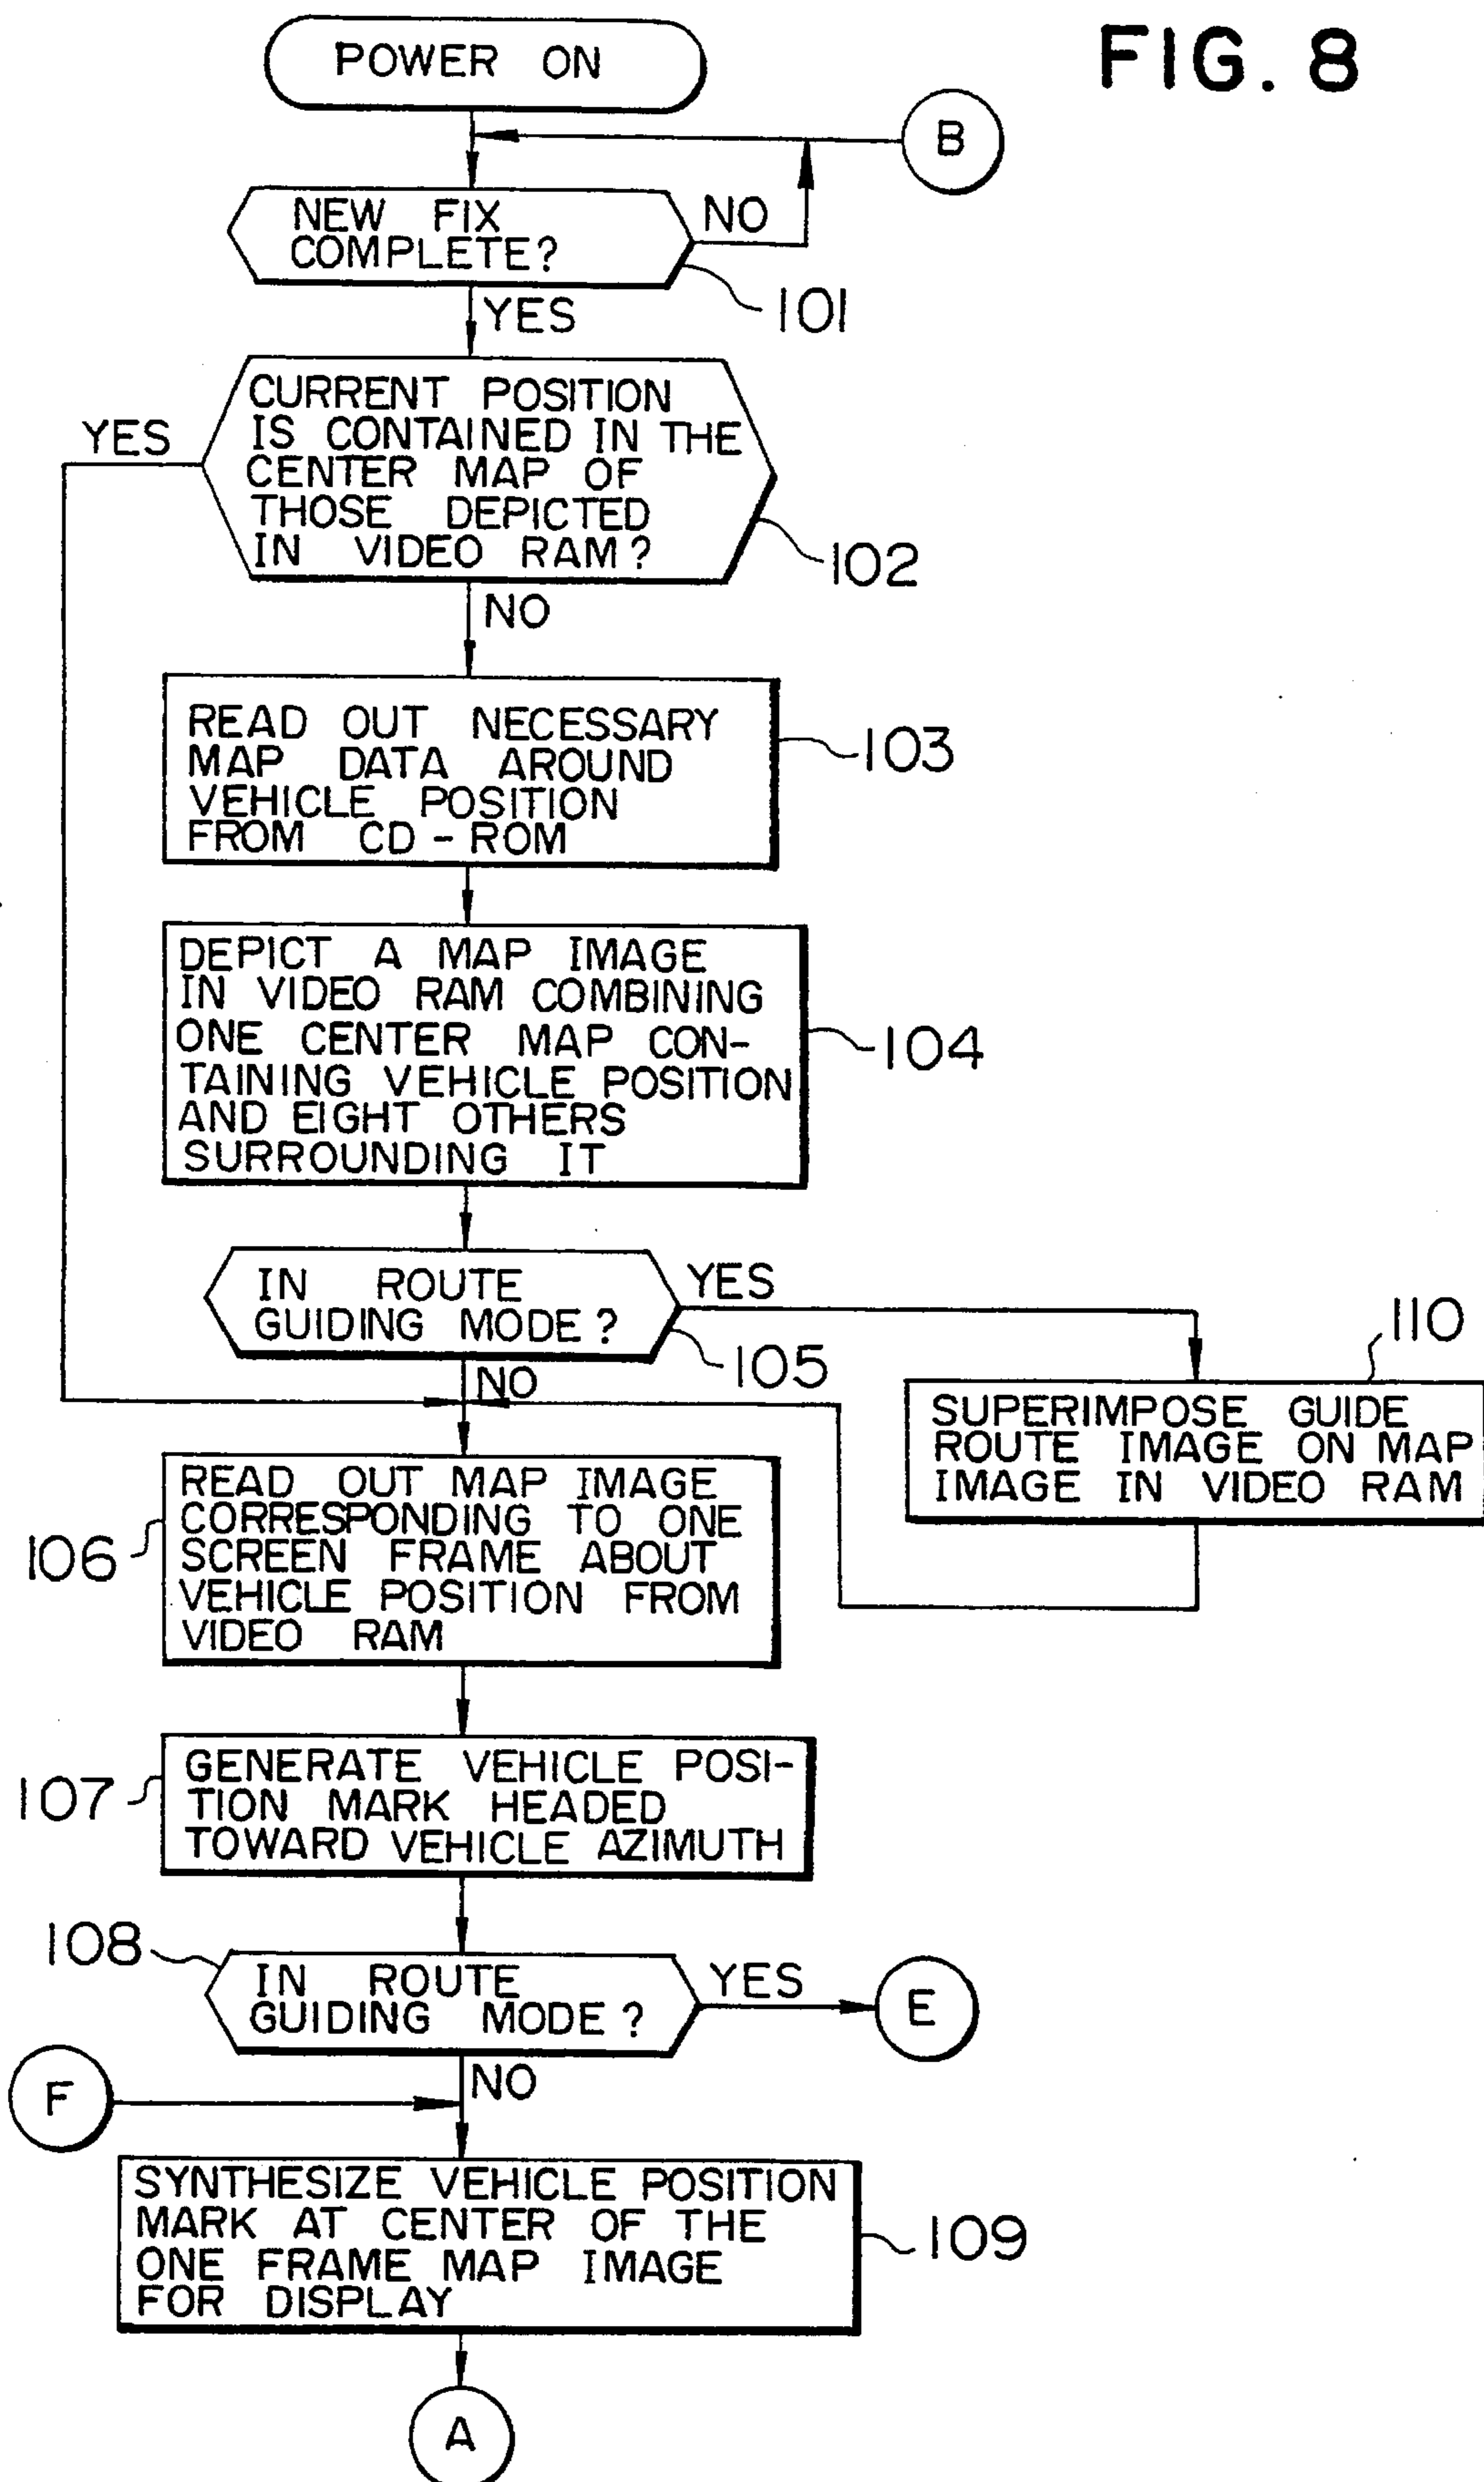 FIG. 8
POWER ON
B
NEW FIX
COMPLETE?
NO
101
YES
CURRENT POSITION
IS CONTAINED IN THE
CENTER MAP OF
THOSE DEPICTED
IN VIDEO RAM?
YES
102
NO
READ OUT NECESSARY
MAP DATA AROUND
VEHICLE POSITION
FROM CD-ROM
103
DEPICT A MAP IMAGE
IN VIDEO RAM COMBINING
ONE CENTER MAP CON-
TAINING VEHICLE POSITION
AND EIGHT OTHERS
SURROUNDING IT
104
IN ROUTE
GUIDING MODE?
YES
105
NO
110
SUPERIMPOSE GUIDE
ROUTE IMAGE ON MAP
IMAGE IN VIDEO RAM
READ OUT MAP IMAGE
CORRESPONDING TO ONE
SCREEN FRAME ABOUT
VEHICLE POSITION FROM
VIDEO RAM
106
GENERATE VEHICLE POSI-
TION MARK HEADED
TOWARD VEHICLE AZIMUTH
107
108
IN ROUTE
GUIDING MODE?
YES
E
NO
F
SYNTHESIZE VEHICLE POSITION
MARK AT CENTER OF THE
ONE FRAME MAP IMAGE
FOR DISPLAY
109
A